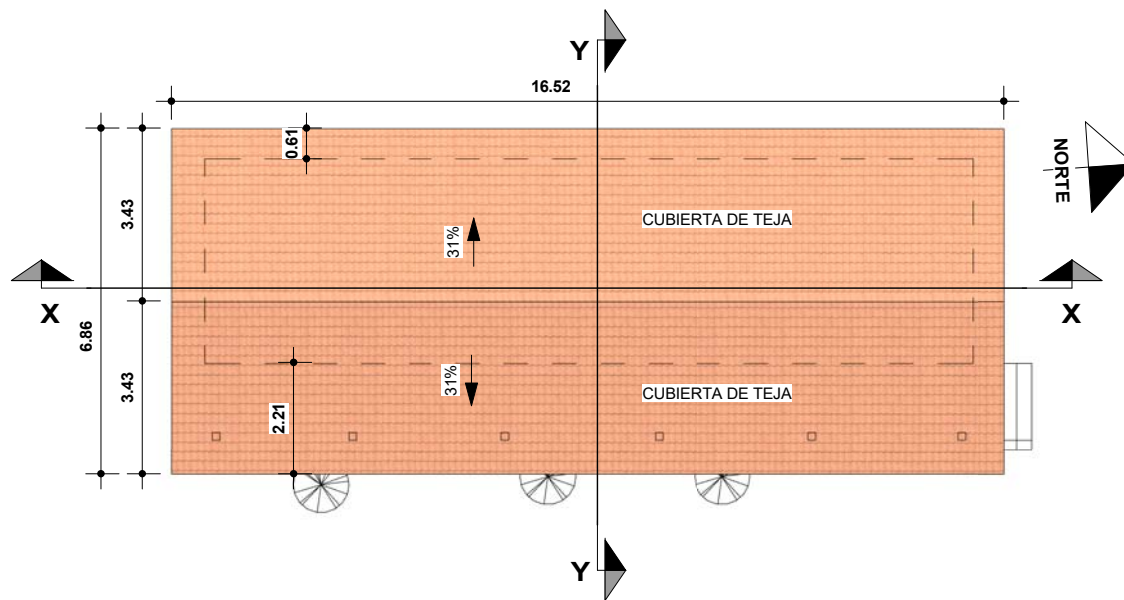 Y
16.52
0.61
NORTE
3.43
CUBIERTA DE TEJA
31%
X
X
6.86
3.43
31%
CUBIERTA DE TEJA
2.21
Y